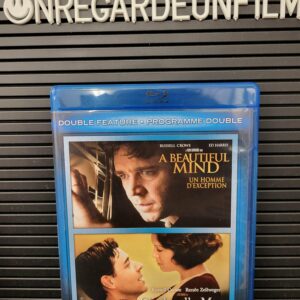 ONREGARDEUNFILM
DOUBLE FEATURE • PROGRAMME DOUBLE
RUSSELL CROWE ED HARRIS
A BEAUTIFUL
MIND
UN HOMME
D'EXCEPTION
Renée Zellweger